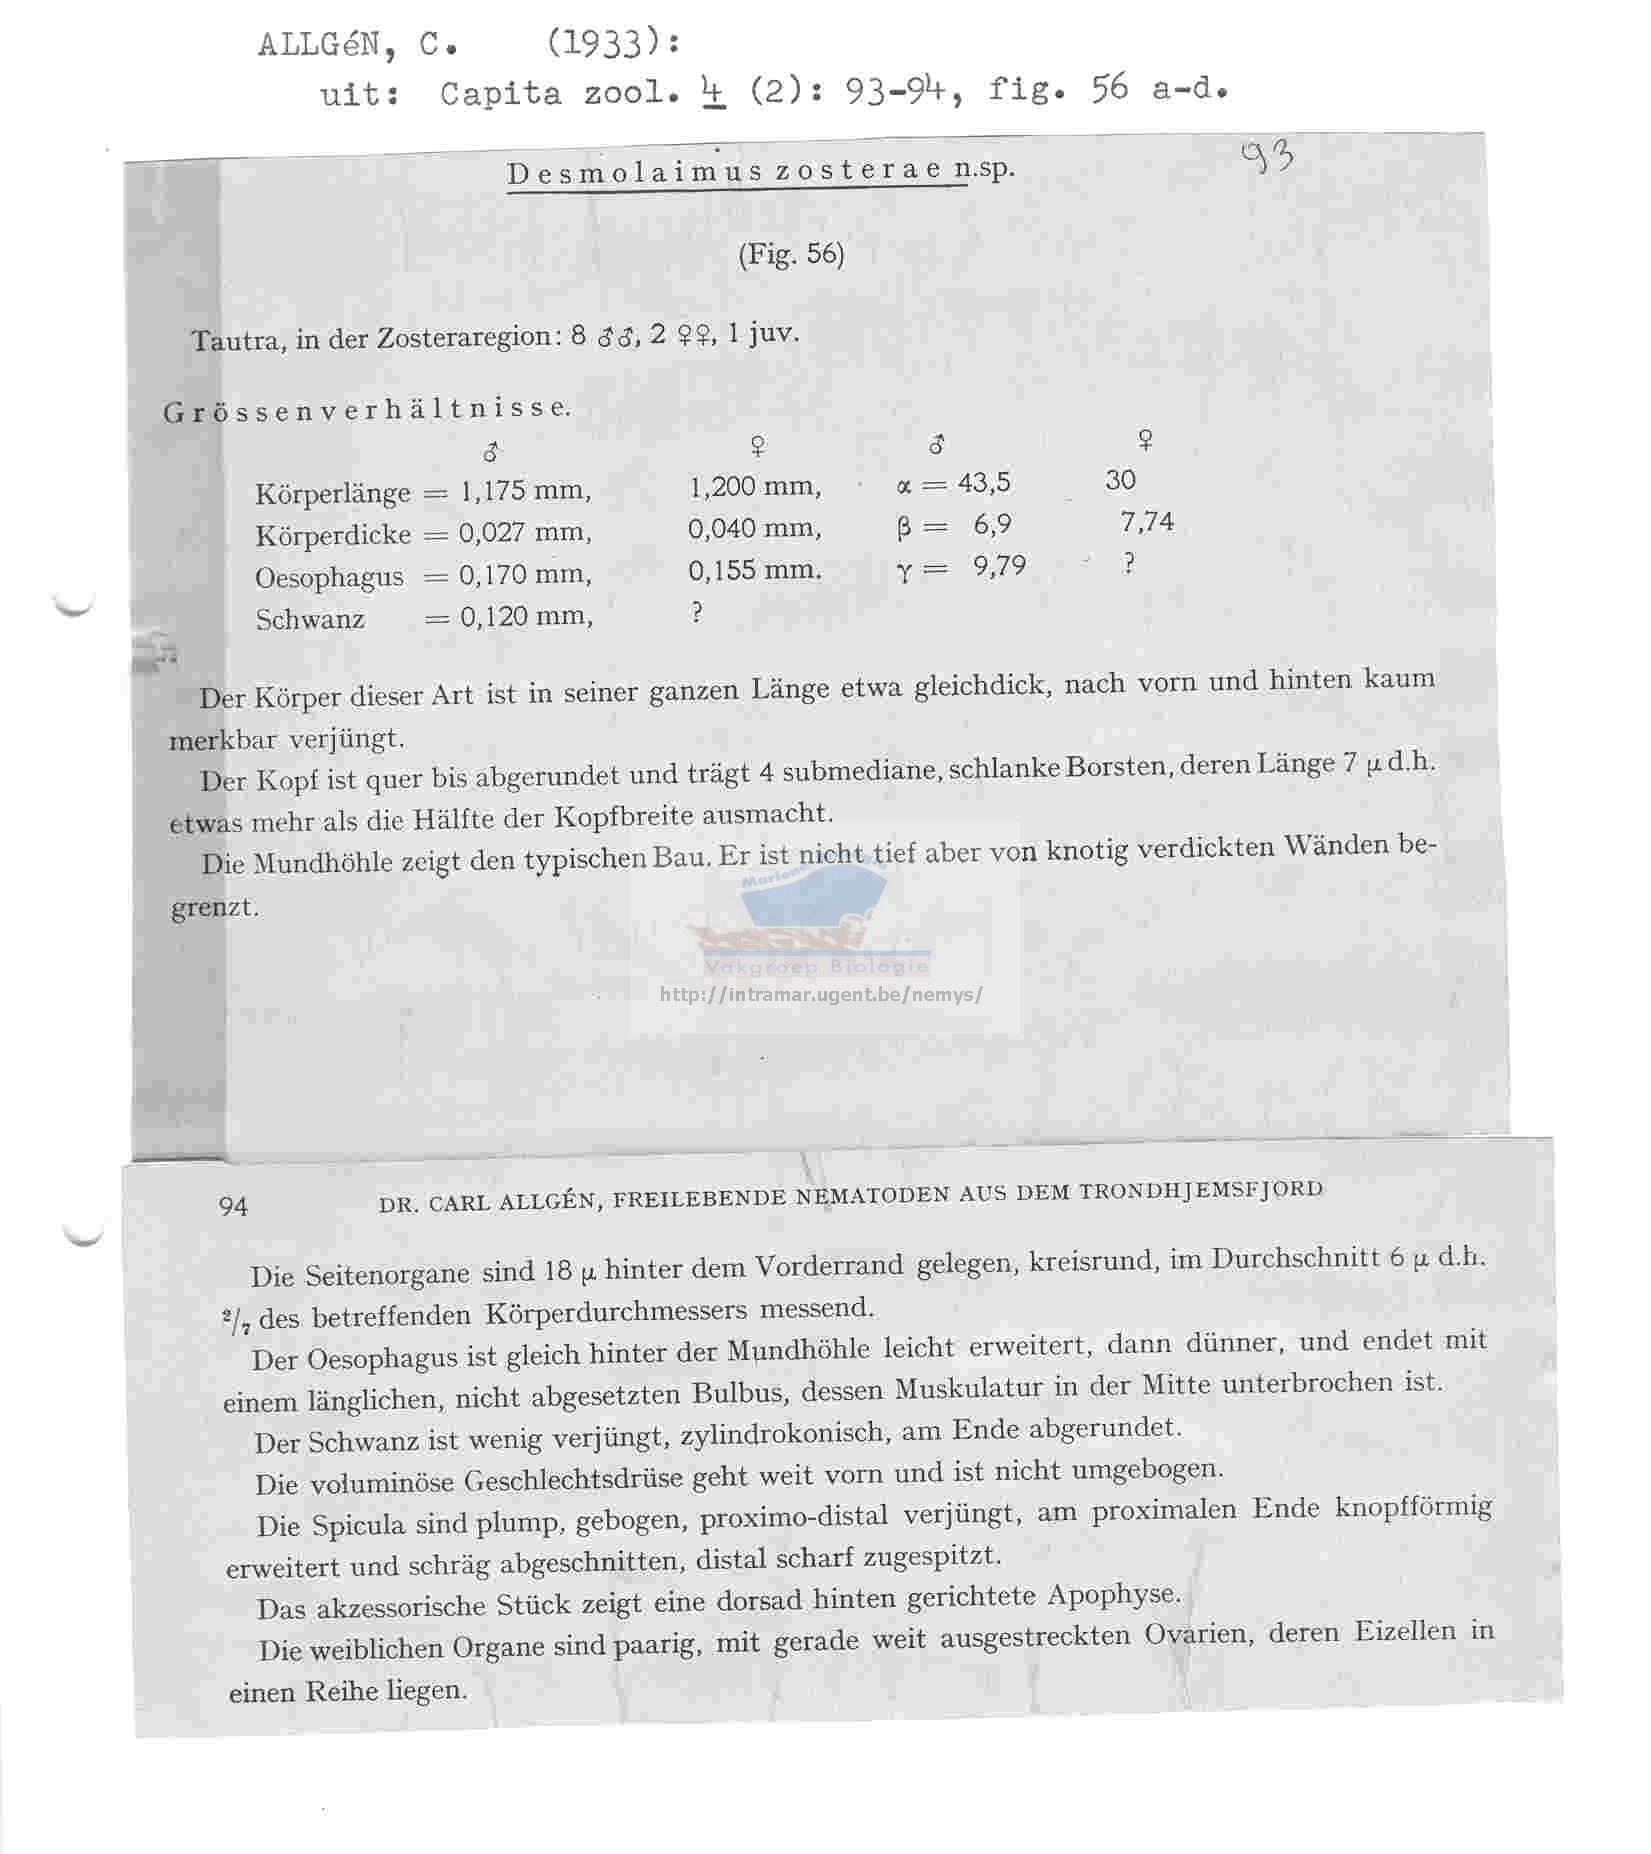 ALLGéN, C. (1933):
uit: Capita zool. 4 (2): 93-94, fig. 56 a-d.
93
Desmolaimus zosterae n.sp.
(Fig. 56)
Tautra, in der Zosteraregion: 8 ♂♂, 2 ♀♀, 1 juv.
Grössenverhältnisse.
♂ ♀ ♂ ♀
Körperlänge = 1,175 mm, 1,200 mm, α = 43,5 30
Körperdicke = 0,027 mm, 0,040 mm, β = 6,9 7,74
Oesophagus = 0,170 mm, 0,155 mm. γ = 9,79 ?
Schwanz = 0,120 mm, ?
Der Körper dieser Art ist in seiner ganzen Länge etwa gleichdick, nach vorn und hinten kaum
merkbar verjüngt.
Der Kopf ist quer bis abgerundet und trägt 4 submediane, schlanke Borsten, deren Länge 7 μ d.h.
etwas mehr als die Hälfte der Kopfbreite ausmacht.
Die Mundhöhle zeigt den typischen Bau. Er ist nicht tief aber von knotig verdickten Wänden be-
grenzt.
Vakgroep Biologie
http://intramar.ugent.be/nemys/
94 DR. CARL ALLGÉN, FREILEBENDE NEMATODEN AUS DEM TRONDHJEMSFJORD
Die Seitenorgane sind 18 μ hinter dem Vorderrand gelegen, kreisrund, im Durchschnitt 6 μ d.h.
2/7 des betreffenden Körperdurchmessers messend.
Der Oesophagus ist gleich hinter der Mundhöhle leicht erweitert, dann dünner, und endet mit
einem länglichen, nicht abgesetzten Bulbus, dessen Muskulatur in der Mitte unterbrochen ist.
Der Schwanz ist wenig verjüngt, zylindrokonisch, am Ende abgerundet.
Die voluminöse Geschlechtsdrüse geht weit vorn und ist nicht umgebogen.
Die Spicula sind plump, gebogen, proximo-distal verjüngt, am proximalen Ende knopfförmig
erweitert und schräg abgeschnitten, distal scharf zugespitzt.
Das akzessorische Stück zeigt eine dorsad hinten gerichtete Apophyse.
Die weiblichen Organe sind paarig, mit gerade weit ausgestreckten Ovarien, deren Eizellen in
einen Reihe liegen.